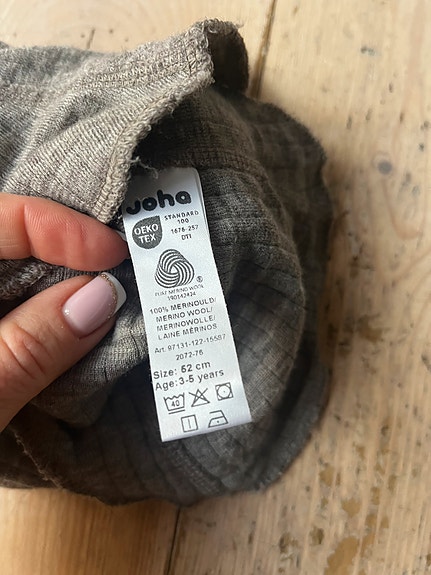 Joha
OEKO
TEX
STANDARD
100
1676-257
DTI
PURE MERINO WOOL
190142424
100% MERINOULD/
MERINO WOOL/
MERINOWOLLE/
LAINE MÉRINOS
Art. 97131-122-15587
2072-76
Size: 52 cm
Age: 3-5 years
40